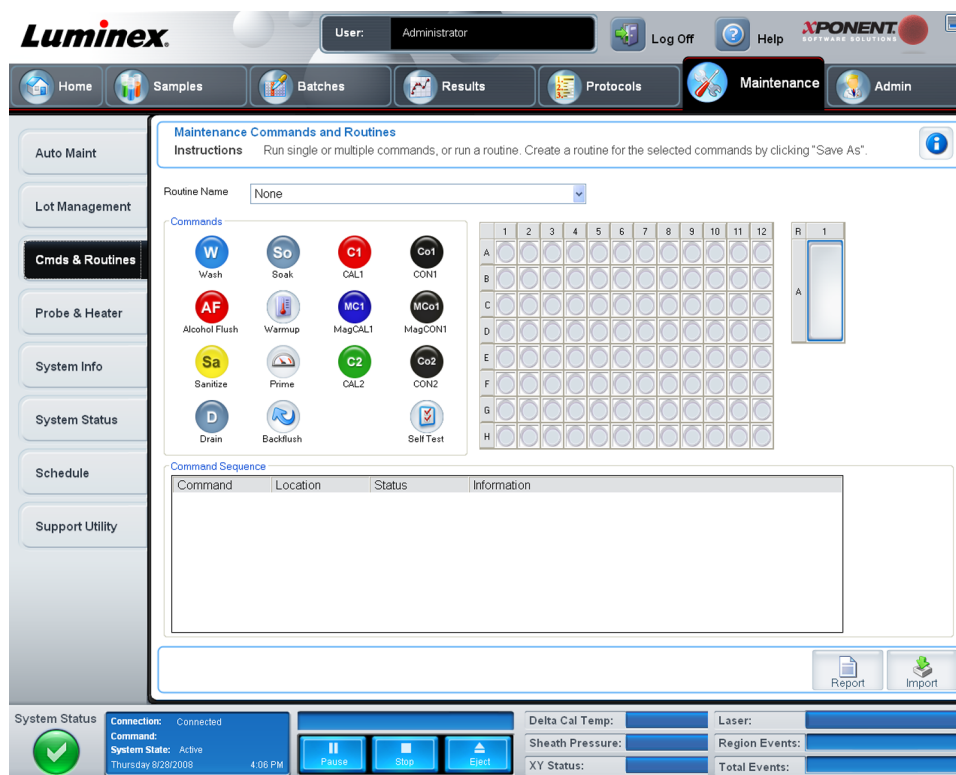 Luminex.
User: Administrator
Log Off
? Help
XPONENT.
SOFTWARE SOLUTIONS
Home
Samples
Batches
Results
Protocols
Maintenance
Admin
Auto Maint
Lot Management
Cmds & Routines
Probe & Heater
System Info
System Status
Schedule
Support Utility
Maintenance Commands and Routines
Instructions Run single or multiple commands, or run a routine. Create a routine for the selected commands by clicking "Save As".
i
Routine Name None
Commands
W So C1 Co1
Wash Soak CAL1 CON1
AF MC1 MCo1
Alcohol Flush Warmup MagCAL1 MagCON1
Sa C2 Co2
Sanitize Prime CAL2 CON2
D
Drain Backflush Self Test
1 2 3 4 5 6 7 8 9 10 11 12
A
B
C
D
E
F
G
H
R 1
A
Command Sequence
Command Location Status Information
Report
Import
System Status
Connection: Connected
Command:
System State: Active
Thursday 8/28/2008 4:06 PM
Pause
Stop
Eject
Delta Cal Temp:
Sheath Pressure:
XY Status:
Laser:
Region Events:
Total Events: